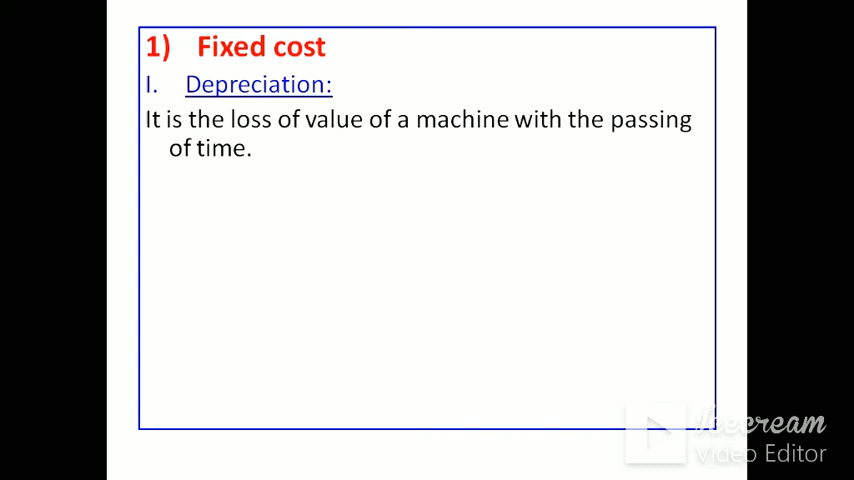 1) Fixed cost
I. Depreciation:
It is the loss of value of a machine with the passing
of time.
Veecream
Video Editor